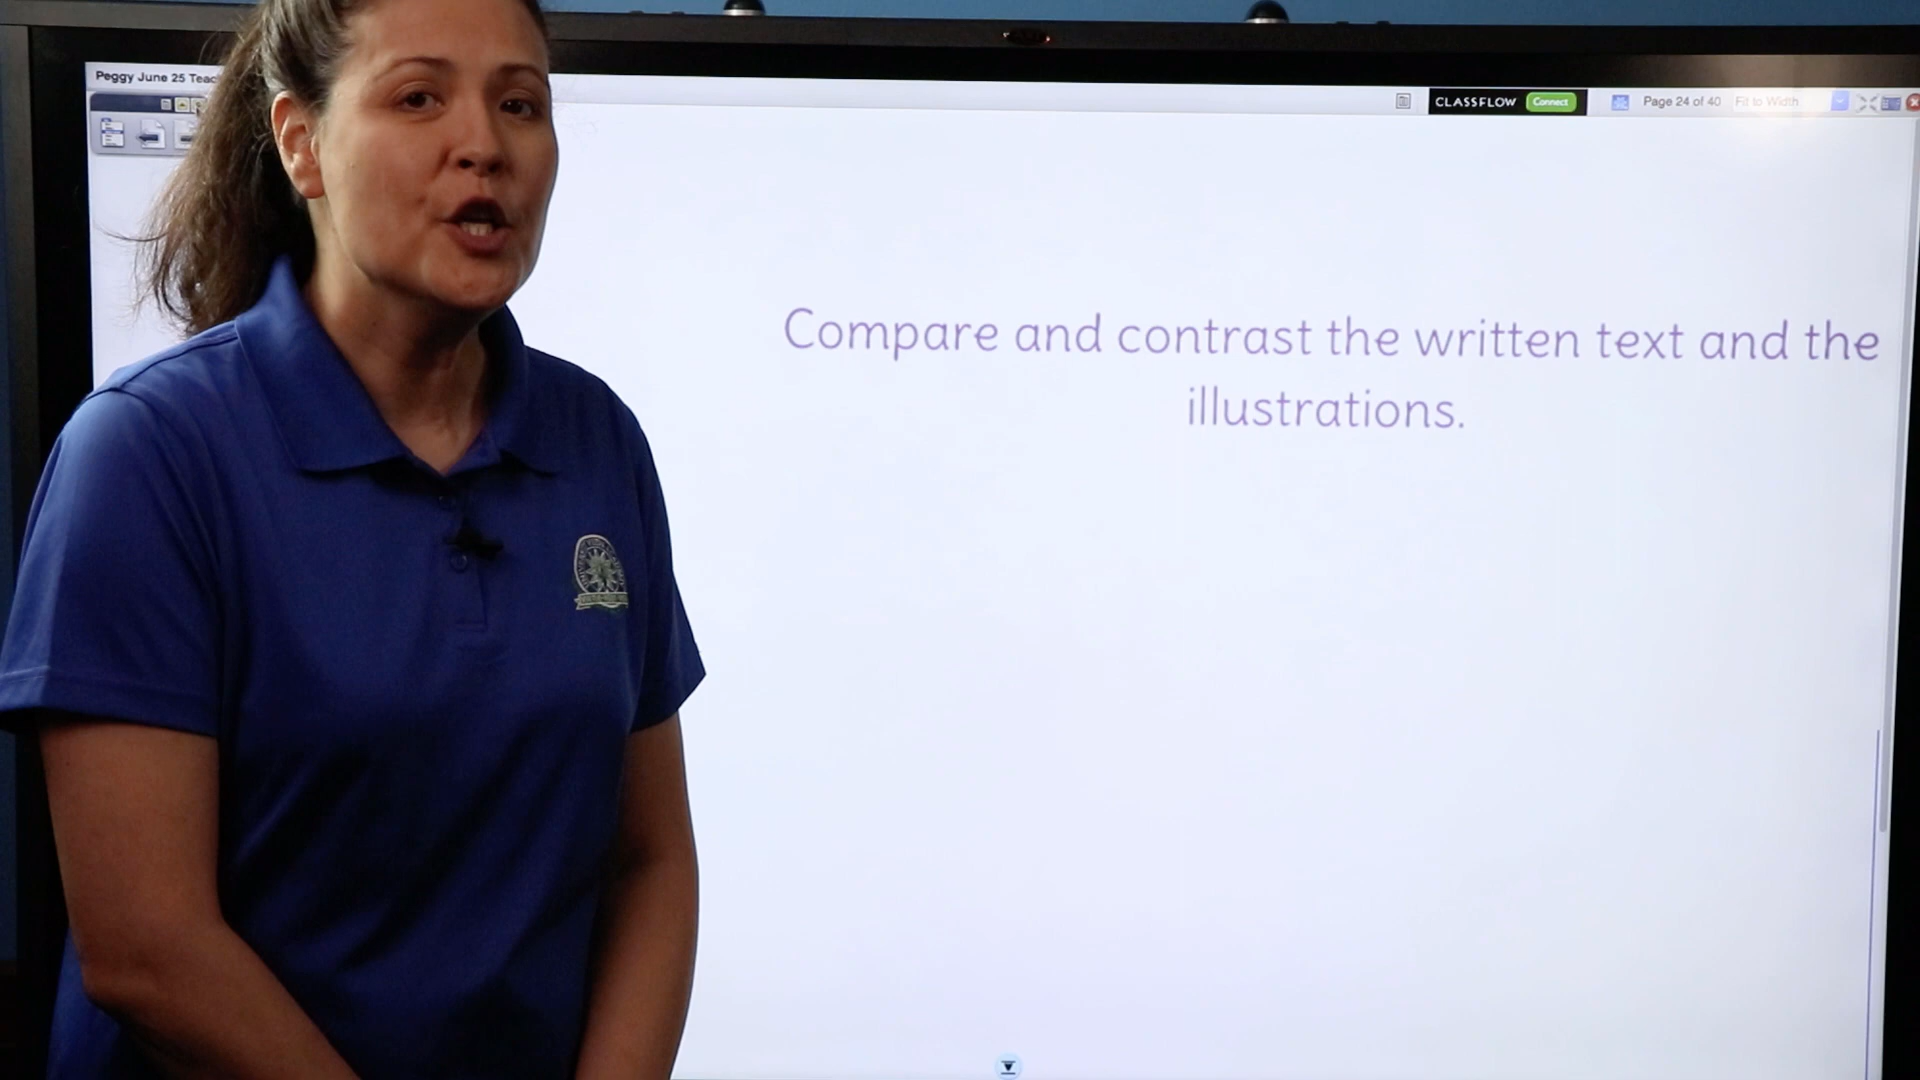 Peggy June 25 Teac
CLASSFLOW Connect Page 24 of 40 Fit to Width
Compare and contrast the written text and the
illustrations.